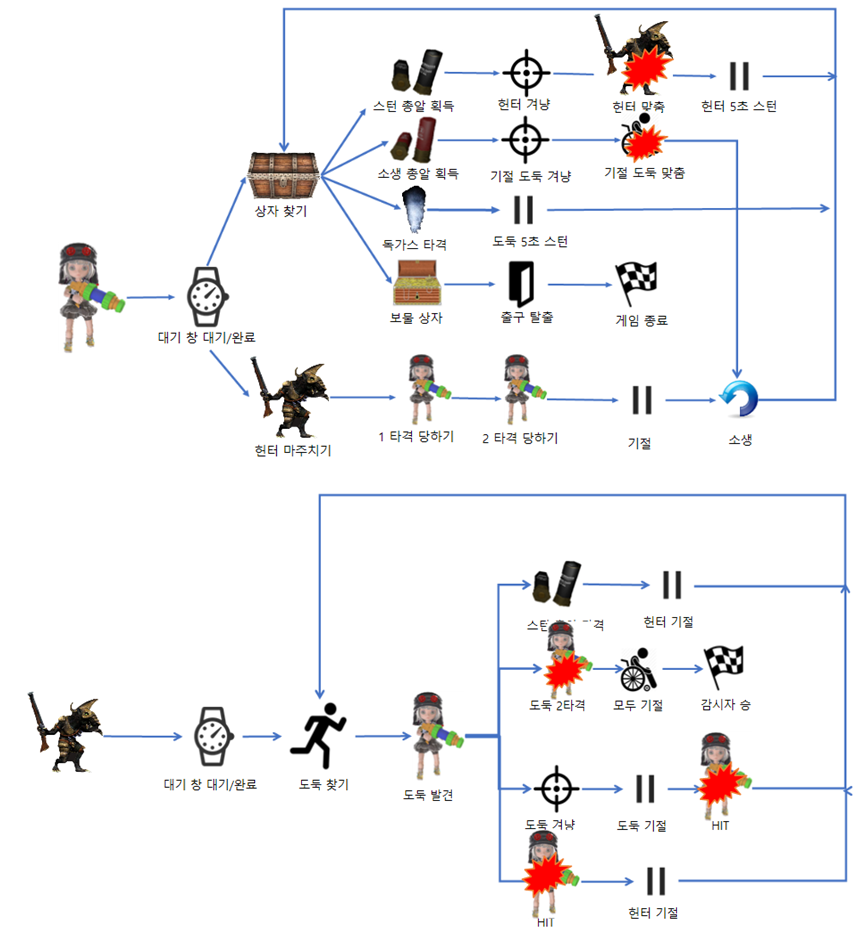 스턴 총알 획득
헌터 겨냥
헌터 맞춤
헌터 5초 스턴
소생 총알 획득
기절 도둑 겨냥
기절 도둑 맞춤
상자 찾기
독가스 타격
도둑 5초 스턴
보물 상자
출구 탈출
게임 종료
대기 창 대기/완료
헌터 마주치기
1 타격 당하기
2 타격 당하기
기절
소생
스턴
타격
헌터 기절
도둑 2타격
모두 기절
감시자 승
대기 창 대기/완료
도둑 찾기
도둑 발견
도둑 겨냥
도둑 기절
HIT
HIT
헌터 기절